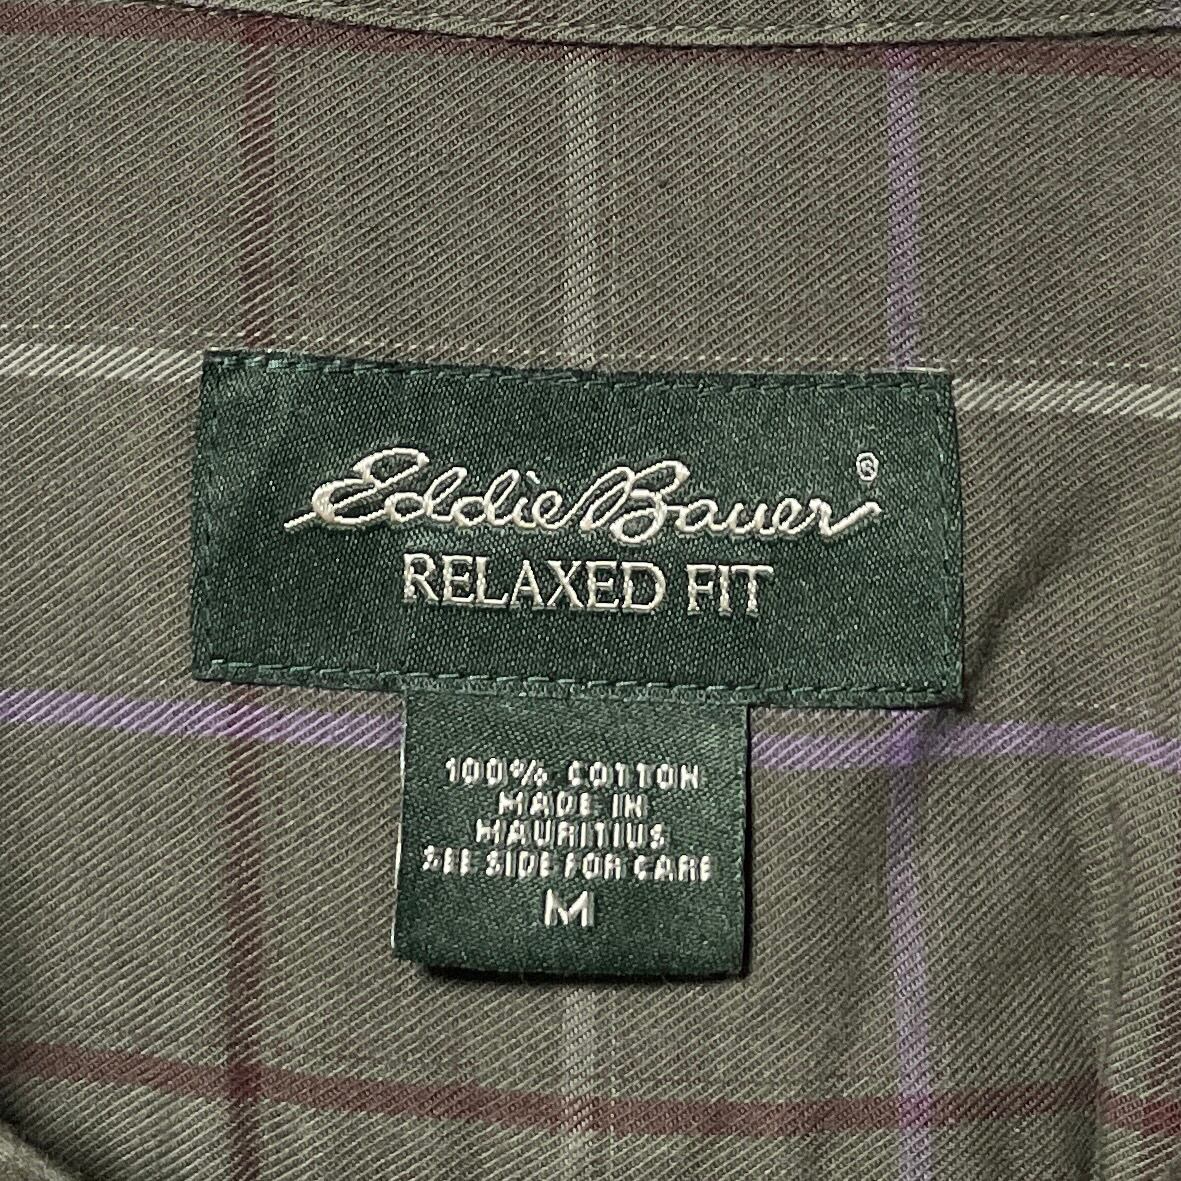 Eddie Bauer®
RELAXED FIT
100% COTTON
MADE IN
MAURITIUS
SEE SIDE FOR CARE
M